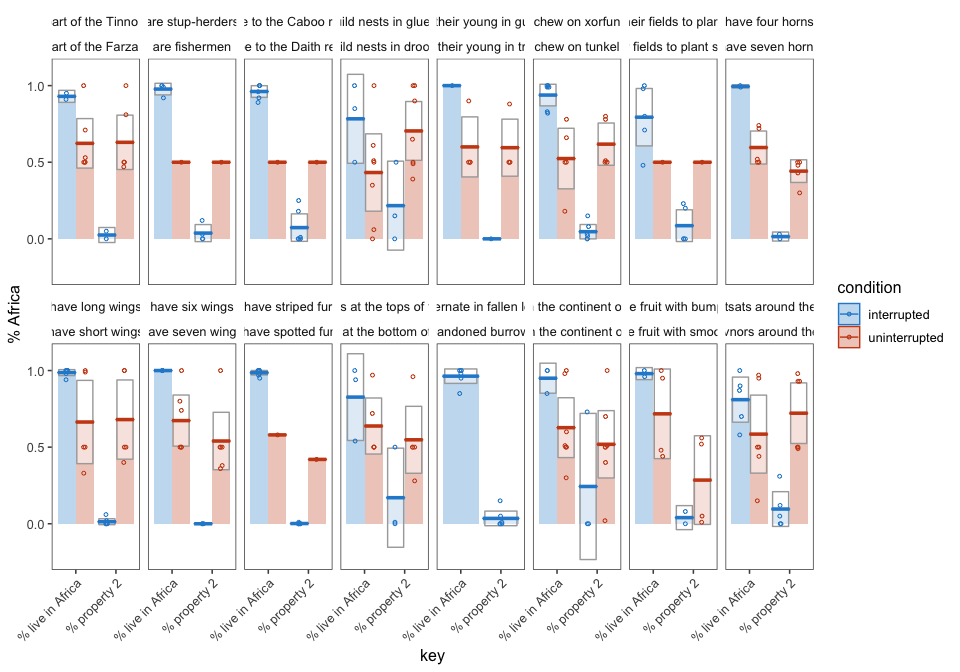 art of the Tinno are stup-herders e to the Caboo r uild nests in glue their young in gu chew on xorfun eir fields to plan have four horns
art of the Farza are fishermen e to the Daith re ild nests in droo their young in tr chew on tunkel fields to plant s ave seven horn
1.0
0.5
0.0
% Africa
have long wings have six wings have striped fur s at the tops of ernate in fallen l the continent o e fruit with bump tsats around the
have short wings ave seven wing have spotted fur at the bottom of andoned burrow the continent o e fruit with smoo vnors around the
1.0
0.5
0.0
% live in Africa % property 2 % live in Africa % property 2 % live in Africa % property 2 % live in Africa % property 2 % live in Africa % property 2 % live in Africa % property 2 % live in Africa % property 2 % live in Africa % property 2
key
condition
interrupted
uninterrupted